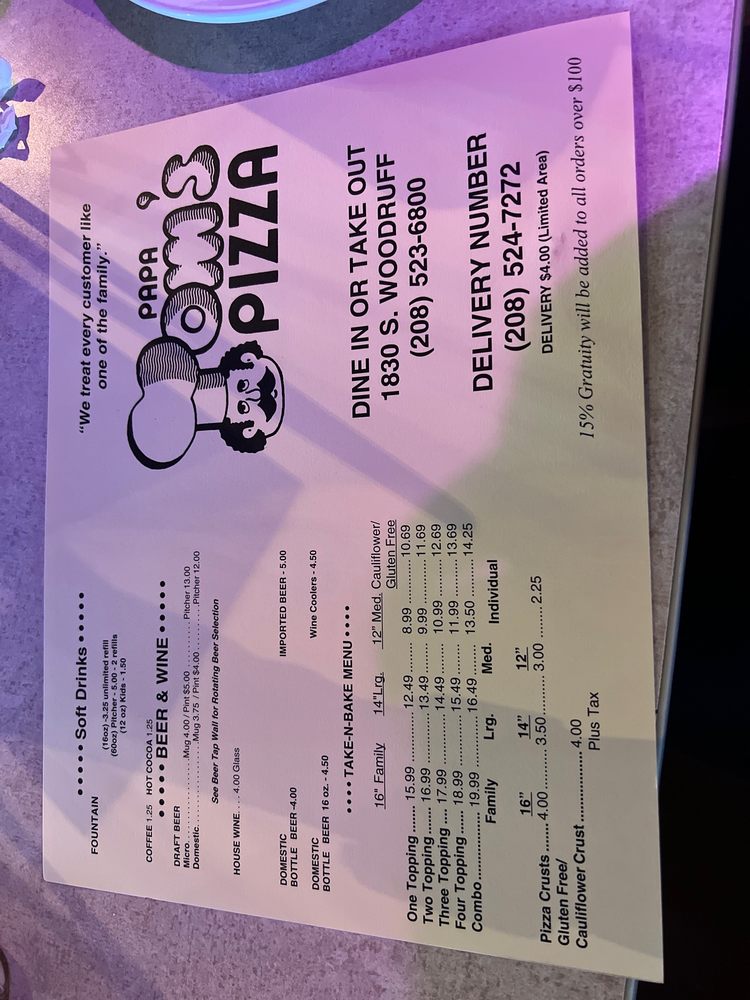 ••••• Soft Drinks •••••
FOUNTAIN
(16oz) -3.25 unlimited refill
(60oz) Pitcher - 5.00 - 2 refills
(12 oz) Kids - 1.50
COFFEE 1.25 HOT COCOA 1.25
••••• BEER & WINE •••••
DRAFT BEER
Micro..........Mug 4.00 / Pint $5.00 .......... Pitcher 13.00
Domestic..........Mug 3.75 / Pint $4.00 ..........Pitcher 12.00
See Beer Tap Wall for Rotating Beer Selection
HOUSE WINE.... 4.00 Glass
DOMESTIC
BOTTLE BEER -4.00
IMPORTED BEER - 5.00
DOMESTIC
BOTTLE BEER 16 oz. - 4.50
Wine Coolers - 4.50
•••• TAKE-N-BAKE MENU ••••
16" Family 14"Lrg. 12" Med. Cauliflower/
Gluten Free
One Topping ....... 15.99 .......... 12.49 ....... 8.99 .......... 10.69
Two Topping ....... 16.99 .......... 13.49 ....... 9.99 .......... 11.69
Three Topping .... 17.99 .......... 14.49 ....... 10.99 .......... 12.69
Four Topping ...... 18.99 .......... 15.49 ....... 11.99 .......... 13.69
Combo ............... 19.99 .......... 16.49 ....... 13.50 .......... 14.25
Family Lrg. Med. Individual
16" 14" 12"
Pizza Crusts ........ 4.00 .......... 3.50 .......... 3.00 .......... 2.25
Gluten Free/
Cauliflower Crust .................. 4.00
Plus Tax
"We treat every customer like
one of the family."
PAPA
TOM'S
PIZZA
DINE IN OR TAKE OUT
1830 S. WOODRUFF
(208) 523-6800
DELIVERY NUMBER
(208) 524-7272
DELIVERY $4.00 (Limited Area)
15% Gratuity will be added to all orders over $100